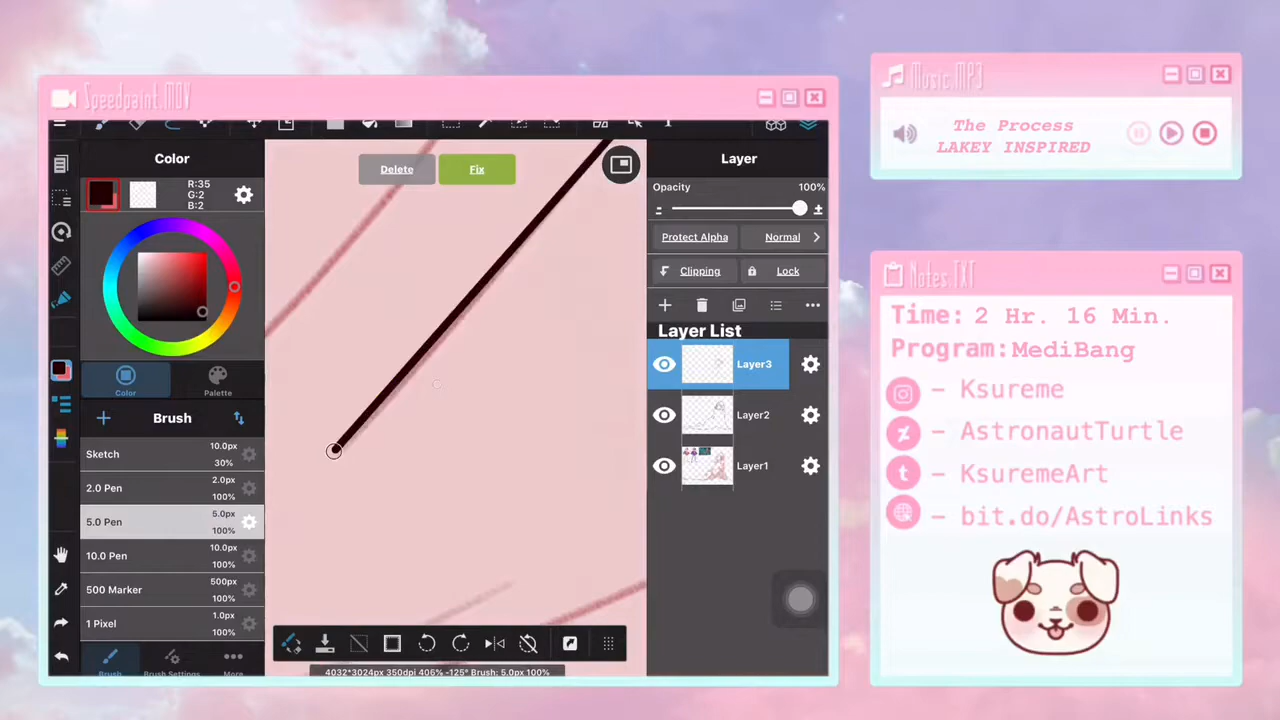 Speedpaint.MOV
Color
R:35
G:2
B:2
Color
Palette
Brush
Sketch
10.0px
30%
2.0 Pen
2.0px
100%
5.0 Pen
5.0px
100%
10.0 Pen
10.0px
100%
500 Marker
500px
100%
1 Pixel
1.0px
100%
Brush
Brush Settings
More
Delete
Fix
4032*3024px 350dpi 406% -125° Brush: 5.0px 100%
Layer
Opacity
100%
Protect Alpha
Normal
Clipping
Lock
Layer List
Layer3
Layer2
Layer1
Music.MP3
The Process
LAKEY INSPIRED
Notes.TXT
Time: 2 Hr. 16 Min.
Program: MediBang
- Ksureme
- AstronautTurtle
- KsuremeArt
- bit.do/AstroLinks